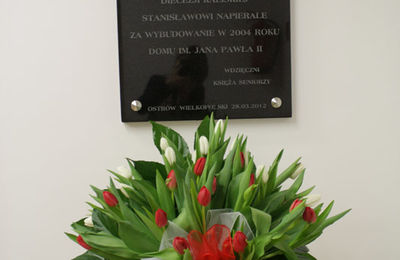 DIECEZJI KALISKIEJ
STANISŁAWOWI NAPIERALE
ZA WYBUDOWANIE W 2004 ROKU
DOMU IM. JANA PAWŁA II
WDZIĘCZNI
KSIĘŻA SENIORZY
OSTRÓW WIELKOPOLSKI 28.03.2012